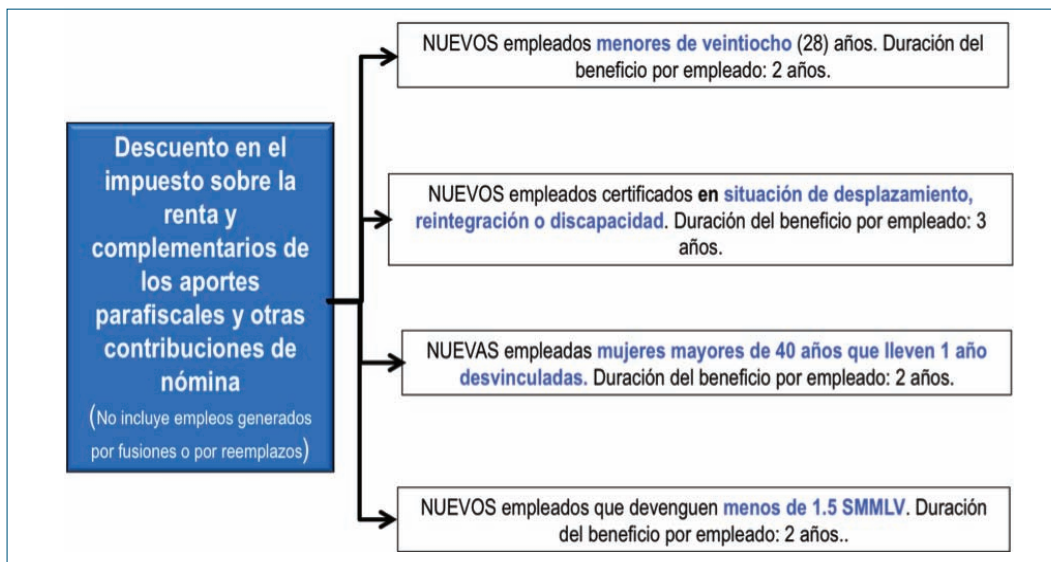 Descuento en el
impuesto sobre la
renta y
complementarios de
los aportes
parafiscales y otras
contribuciones de
nómina
(No incluye empleos generados
por fusiones o por reemplazos)
NUEVOS empleados menores de veintiocho (28) años. Duración del
beneficio por empleado: 2 años.
NUEVOS empleados certificados en situación de desplazamiento,
reintegración o discapacidad. Duración del beneficio por empleado: 3
años.
NUEVAS empleadas mujeres mayores de 40 años que lleven 1 año
desvinculadas. Duración del beneficio por empleado: 2 años.
NUEVOS empleados que devenguen menos de 1.5 SMMLV. Duración
del beneficio por empleado: 2 años..